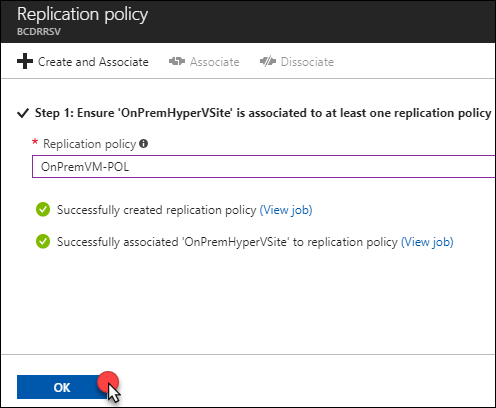 Replication policy
BCDRRSV
Create and Associate Associate Dissociate
Step 1: Ensure 'OnPremHyperVSite' is associated to at least one replication policy
* Replication policy
OnPremVM-POL
Successfully created replication policy (View job)
Successfully associated 'OnPremHyperVSite' to replication policy (View job)
OK